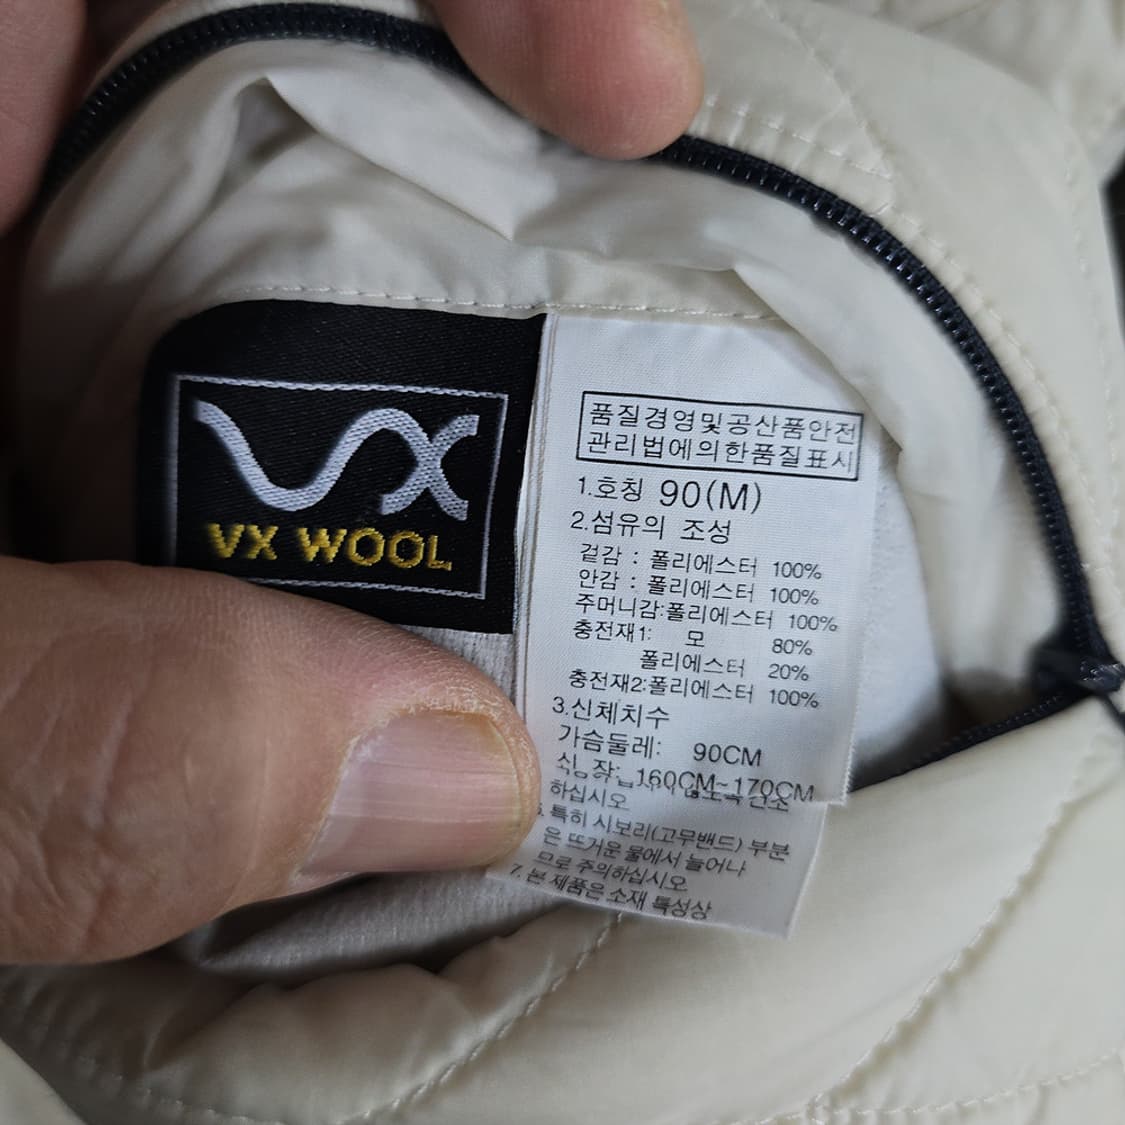 VX
VX WOOL
품질경영및공산품안전
관리법에의한품질표시
1.호칭 90(M)
2.섬유의 조성
겉감 : 폴리에스터 100%
안감 : 폴리에스터 100%
주머니감:폴리에스터 100%
충전재1: 모 80%
폴리에스터 20%
충전재2:폴리에스터 100%
3.신체치수
가슴둘레: 90CM
160CM~170CM
하십시오
특히 시보리(고무밴드) 부분
은 뜨거운 물에서 늘어나
므로 주의하십시오
7. 본 제품은 소재 특성상